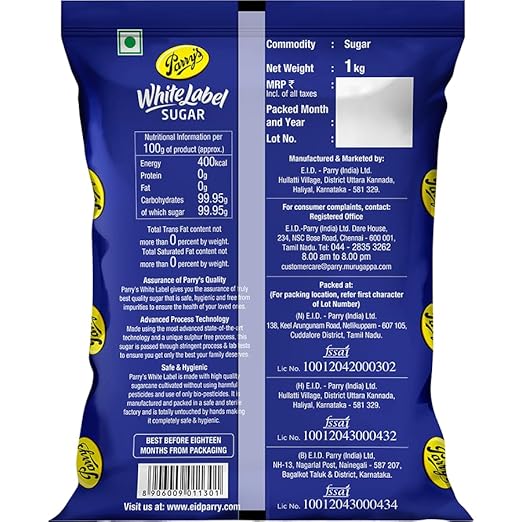 Parry's
White Label
SUGAR
Nutritional Information per
100g of product (approx.)
Energy 400kcal
Protein 0g
Fat 0g
Carbohydrates 99.95g
of which sugar 99.95g
Total Trans Fat content not
more than 0 percent by weight.
Total Saturated Fat content not
more than 0 percent by weight.
Assurance of Parry's Quality
Parry's White Label gives you the assurance of truly
best quality sugar that is safe, hygienic and free from
impurities to ensure the health of your loved ones.
Advanced Process Technology
Made using the most advanced state-of-the-art
technology and a unique sulphur free process, this
sugar is passed through stringent process & lab tests
to ensure you get only the best your family deserves.
Safe & Hygienic
Parry's White Label is made with high quality
sugarcane cultivated without using harmful
pesticides and use of only bio-pesticides. It is
manufactured and packed in a safe and sterile
factory and is totally untouched by hands making
it completely safe & hygienic.
BEST BEFORE EIGHTEEN
MONTHS FROM PACKAGING
8 906009 011301
Visit us at: www.eidparry.com
Commodity : Sugar
Net Weight : 1 kg
MRP ₹ :
Incl. of all taxes
Packed Month
and Year :
Lot No. :
Manufactured & Marketed by:
E.I.D. - Parry (India) Ltd.
Hullatti Village, District Uttara Kannada,
Haliyal, Karnataka - 581 329.
For consumer complaints, contact:
Registered Office
E.I.D.-Parry (India) Ltd. Dare House,
234, NSC Bose Road, Chennai - 600 001,
Tamil Nadu. Tel: 044 - 2835 3262
8.00 am to 8.00 pm
customercare@parry.murugappa.com
Packed at:
(For packing location, refer first character
of Lot Number)
(N) E.I.D. - Parry (India) Ltd.
138, Keel Arungunam Road, Nellikuppam - 607 105,
Cuddalore District, Tamil Nadu.
fssai
Lic No. 10012042000302
(H) E.I.D. - Parry (India) Ltd.
Hullatti Village, District Uttara Kannada,
Haliyal, Karnataka - 581 329.
fssai
Lic No. 10012043000432
(B) E.I.D. - Parry (India) Ltd,
NH-13, Nagarial Post, Nainegali - 587 207,
Bagalkot Taluk & District, Karnataka.
fssai
Lic No. 10012043000434
Parry's
Parry's